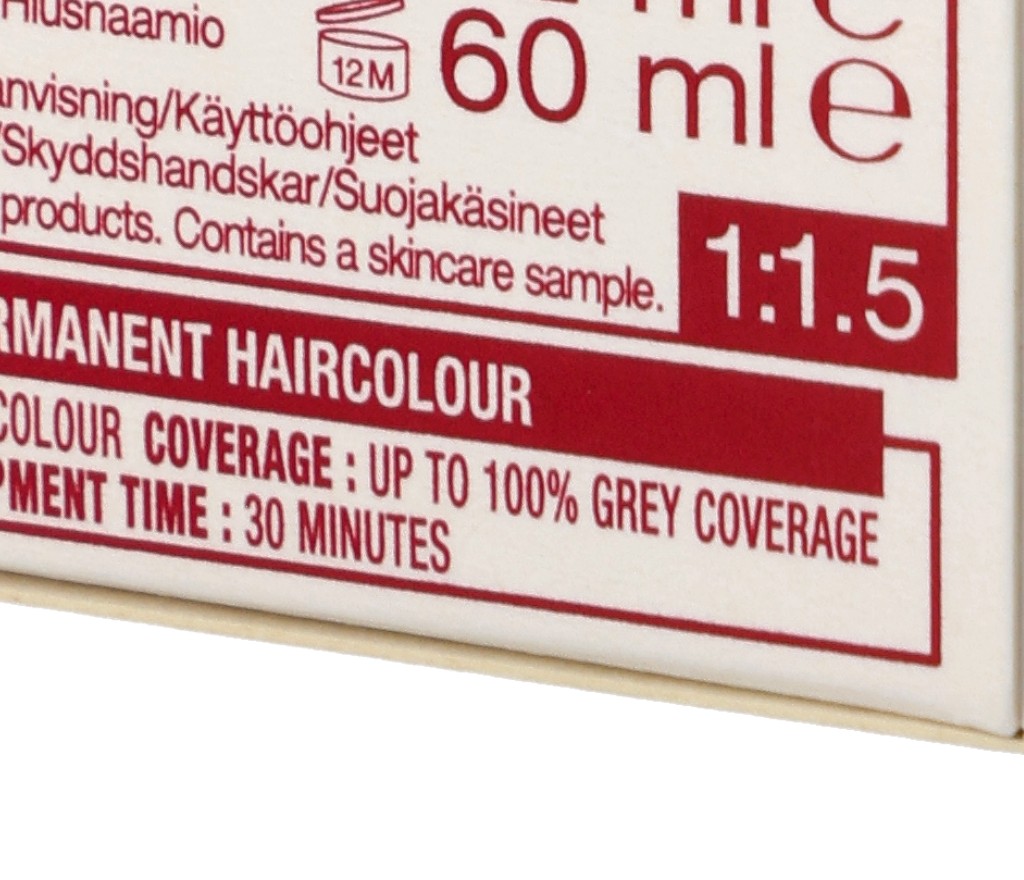 Hiusnaamio
12M
60 ml e
anvisning/Käyttöohjeet
/Skyddshandskar/Suojakäsineet
products. Contains a skincare sample.
1:1.5
RMANENT HAIRCOLOUR
COLOUR COVERAGE : UP TO 100% GREY COVERAGE
PMENT TIME : 30 MINUTES